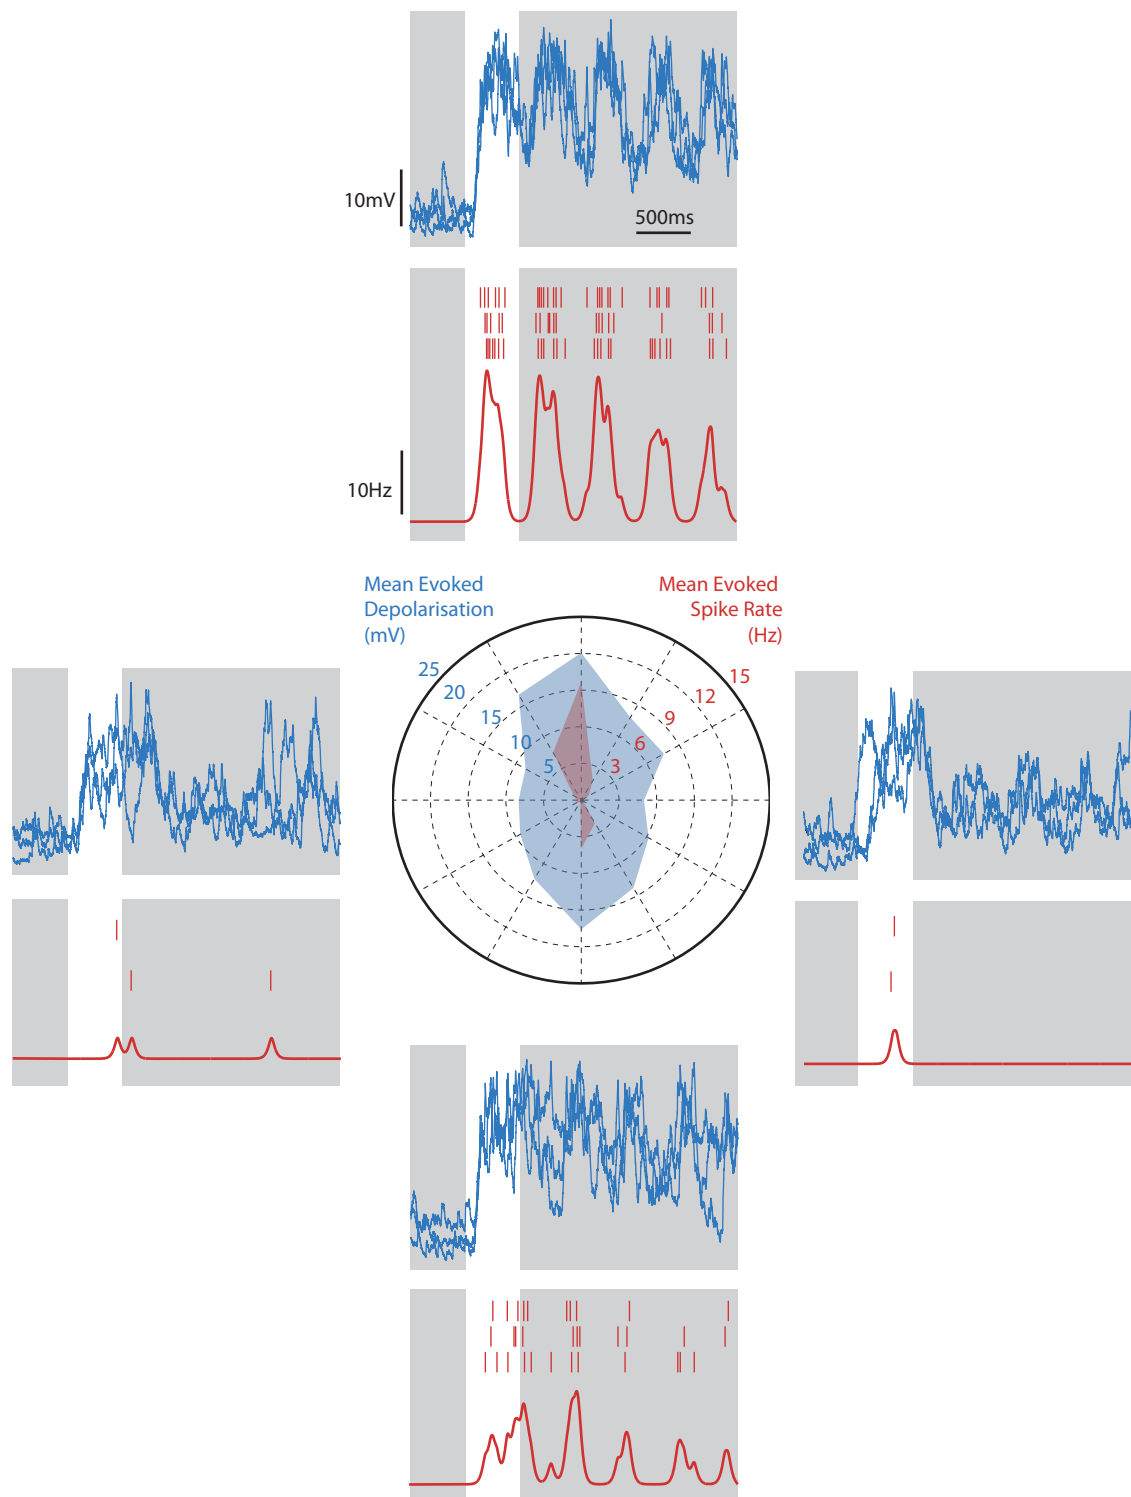 10mV
500ms
10Hz
Mean Evoked
Depolarisation
(mV)
Mean Evoked
Spike Rate
(Hz)
25
20
15
10
5
15
12
9
6
3